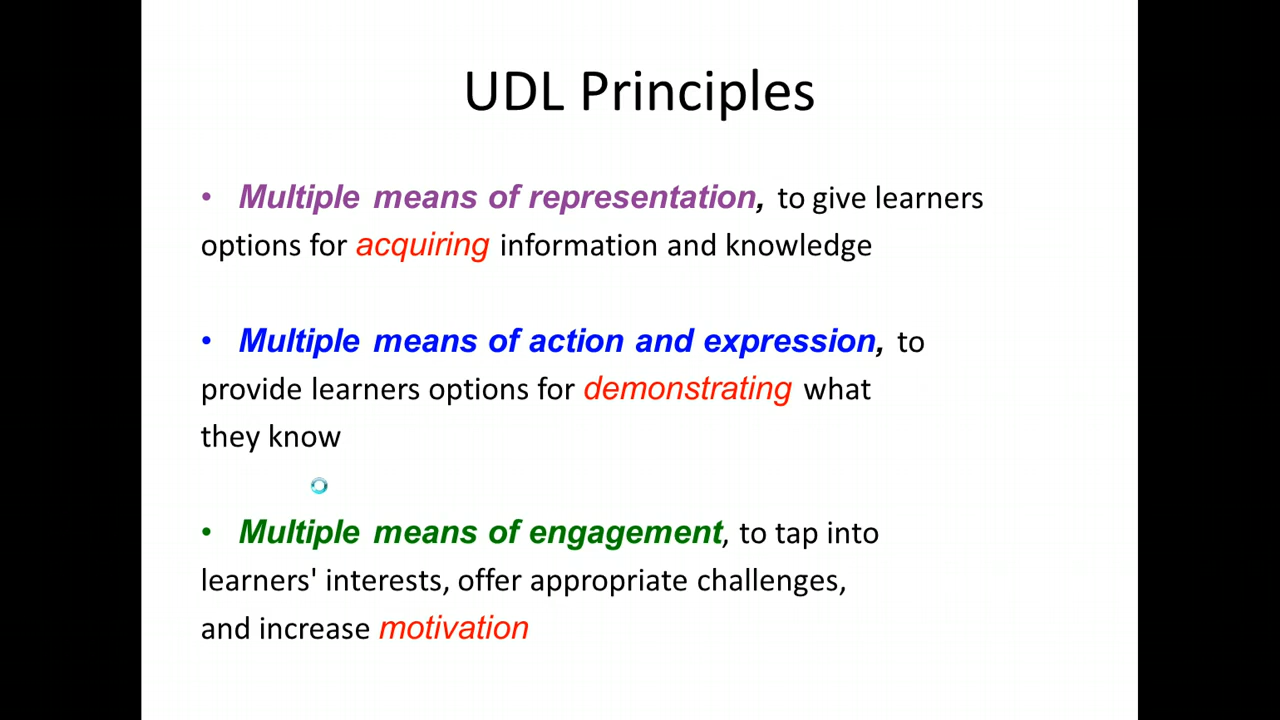 UDL Principles
• Multiple means of representation, to give learners
options for acquiring information and knowledge
• Multiple means of action and expression, to
provide learners options for demonstrating what
they know
• Multiple means of engagement, to tap into
learners' interests, offer appropriate challenges,
and increase motivation